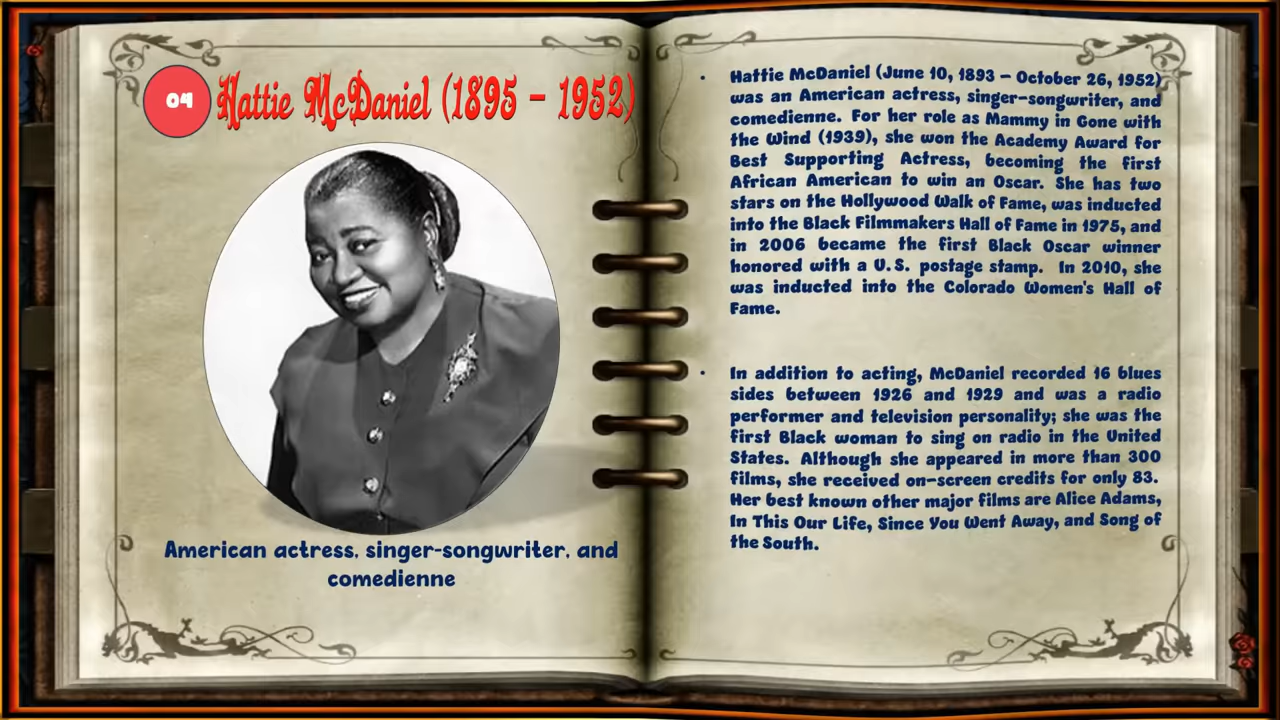 04 Hattie McDaniel (1895 - 1952)
American actress, singer-songwriter, and
comedienne
• Hattie McDaniel (June 10, 1893 – October 26, 1952)
was an American actress, singer-songwriter, and
comedienne. For her role as Mammy in Gone with
the Wind (1939), she won the Academy Award for
Best Supporting Actress, becoming the first
African American to win an Oscar. She has two
stars on the Hollywood Walk of Fame, was inducted
into the Black Filmmakers Hall of Fame in 1975, and
in 2006 became the first Black Oscar winner
honored with a U.S. postage stamp. In 2010, she
was inducted into the Colorado Women's Hall of
Fame.
• In addition to acting, McDaniel recorded 16 blues
sides between 1926 and 1929 and was a radio
performer and television personality; she was the
first Black woman to sing on radio in the United
States. Although she appeared in more than 300
films, she received on-screen credits for only 83.
Her best known other major films are Alice Adams,
In This Our Life, Since You Went Away, and Song of
the South.